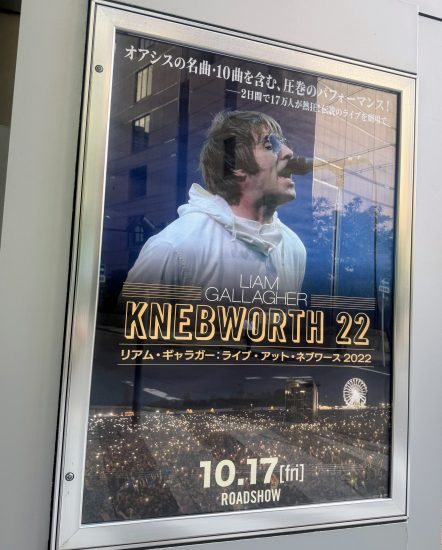 オアシスの名曲・10曲を含む、圧巻のパフォーマンス！
──2日間で17万人が熱狂！伝説のライブを劇場で
LIAM
GALLAGHER
KNEBWORTH 22
リアム・ギャラガー：ライブ・アット・ネブワース 2022
10.17[fri]
ROADSHOW